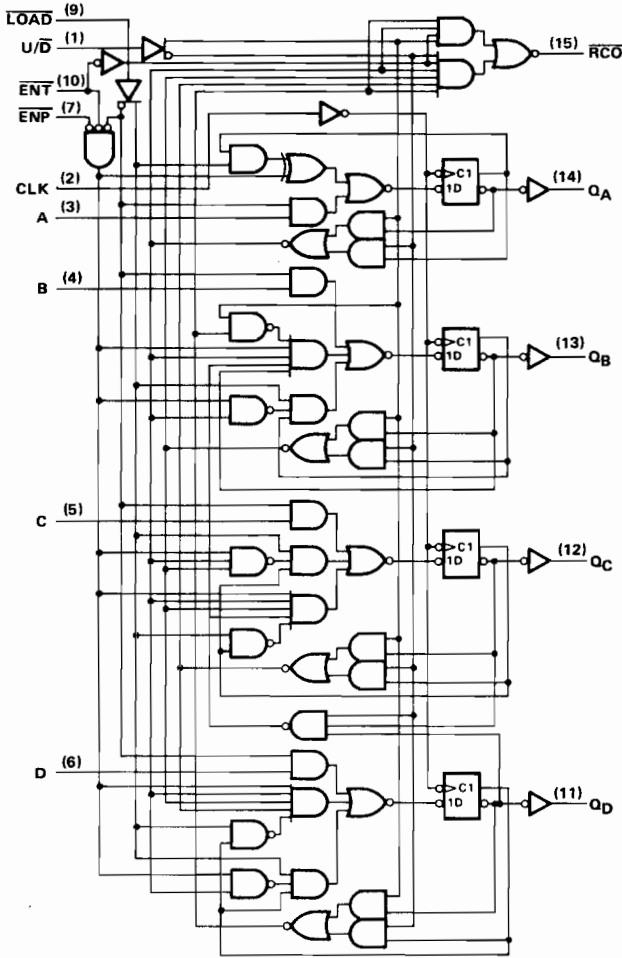 LOAD (9)
U/D (1)
(15) RCO
ENT (10)
ENP (7)
CLK (2)
A (3)
C1
1D
(14) QA
B (4)
C1
1D
(13) QB
C (5)
C1
1D
(12) QC
D (6)
C1
1D
(11) QD